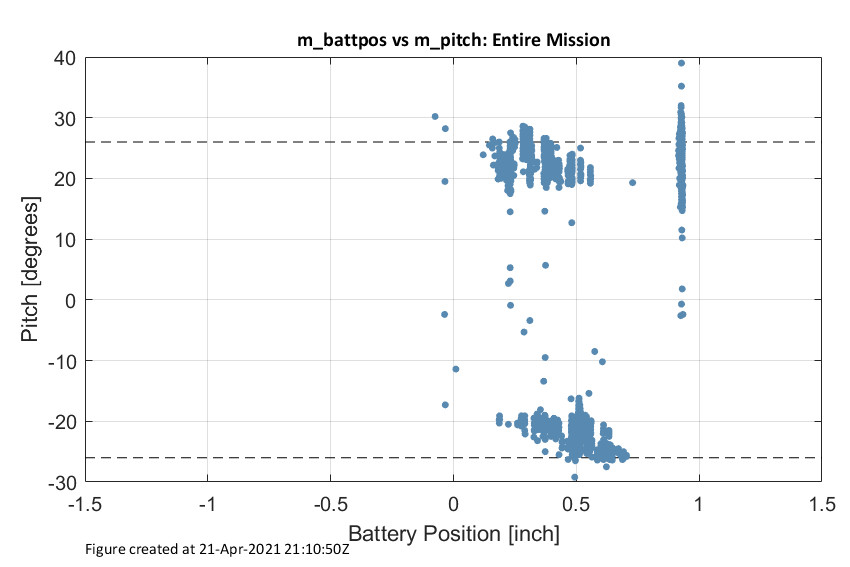 m_battpos vs m_pitch: Entire Mission
40
30
20
10
0
-10
-20
-30
Pitch [degrees]
-1.5 -1 -0.5 0 0.5 1 1.5
Battery Position [inch]
Figure created at 21-Apr-2021 21:10:50Z